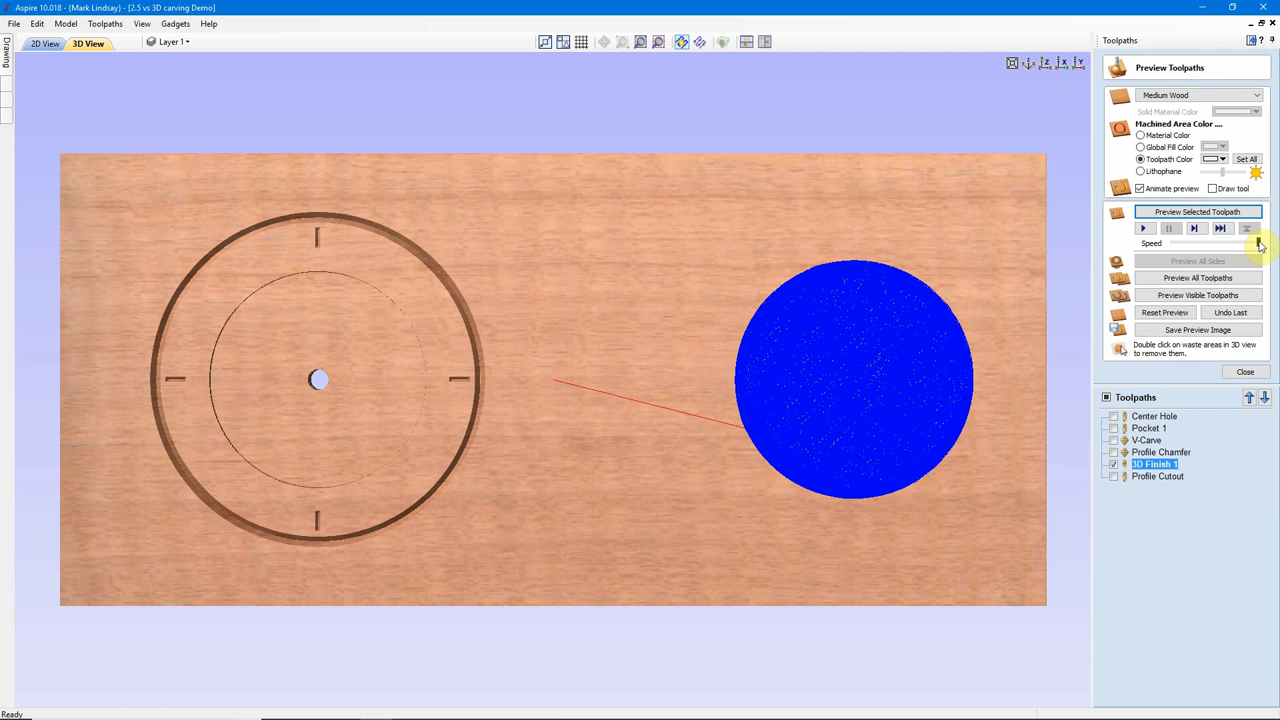 Aspire 10.018 - {Mark Lindsay} - [2.5 vs 3D carving Demo]
File Edit Model Toolpaths View Gadgets Help
2D View 3D View Layer 1
Drawing
Toolpaths
Preview Toolpaths
Medium Wood
Solid Material Color
Machined Area Color ....
Material Color
Global Fill Color
Toolpath Color Set All
Lithophane
Animate preview Draw tool
Preview Selected Toolpath
Speed
Preview All Sides
Preview All Toolpaths
Preview Visible Toolpaths
Reset Preview Undo Last
Save Preview Image
Double click on waste areas in 3D view
to remove them.
Close
Toolpaths
Center Hole
Pocket 1
V-Carve
Profile Chamfer
3D Finish 1
Profile Cutout
Ready